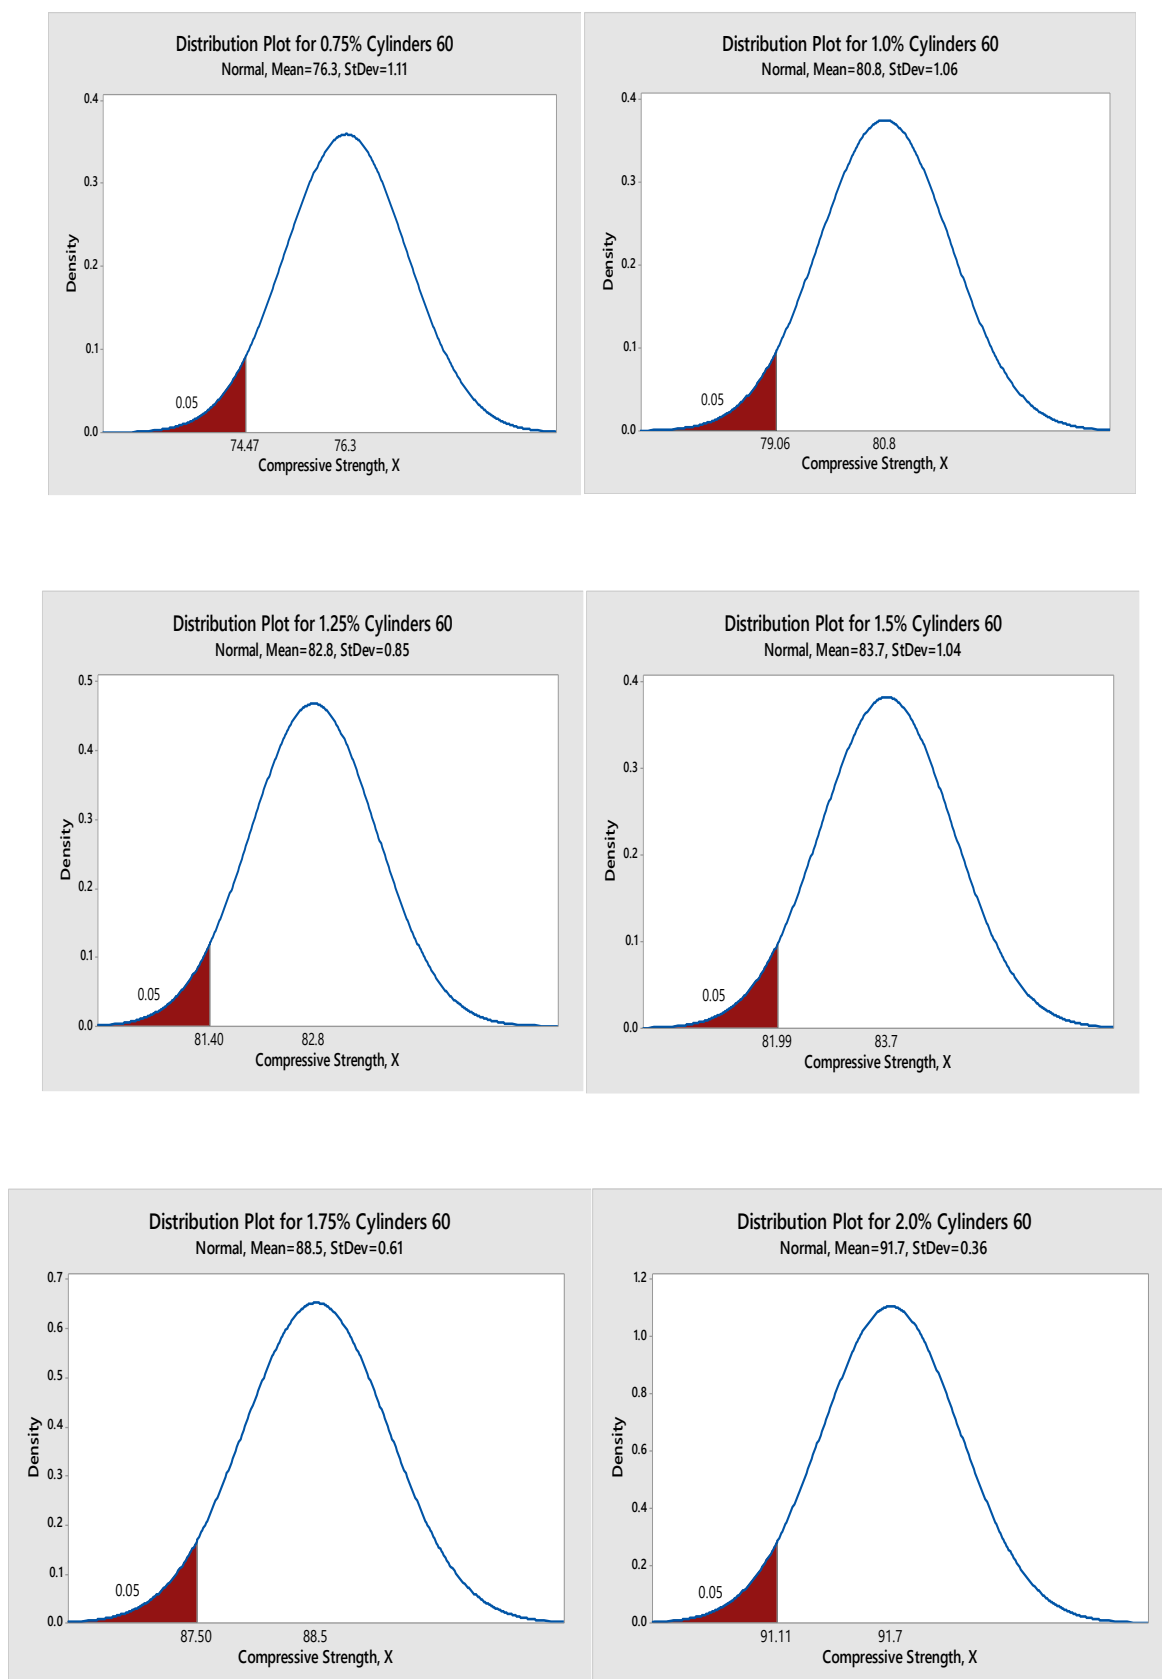 Distribution Plot for 0.75% Cylinders 60
Normal, Mean=76.3, StDev=1.11
0.4
0.3
0.2
0.1
0.0
Density
0.05
74.47 76.3
Compressive Strength, X
Distribution Plot for 1.0% Cylinders 60
Normal, Mean=80.8, StDev=1.06
0.4
0.3
0.2
0.1
0.0
Density
0.05
79.06 80.8
Compressive Strength, X
Distribution Plot for 1.25% Cylinders 60
Normal, Mean=82.8, StDev=0.85
0.5
0.4
0.3
0.2
0.1
0.0
Density
0.05
81.40 82.8
Compressive Strength, X
Distribution Plot for 1.5% Cylinders 60
Normal, Mean=83.7, StDev=1.04
0.4
0.3
0.2
0.1
0.0
Density
0.05
81.99 83.7
Compressive Strength, X
Distribution Plot for 1.75% Cylinders 60
Normal, Mean=88.5, StDev=0.61
0.7
0.6
0.5
0.4
0.3
0.2
0.1
0.0
Density
0.05
87.50 88.5
Compressive Strength, X
Distribution Plot for 2.0% Cylinders 60
Normal, Mean=91.7, StDev=0.36
1.2
1.0
0.8
0.6
0.4
0.2
0.0
Density
0.05
91.11 91.7
Compressive Strength, X